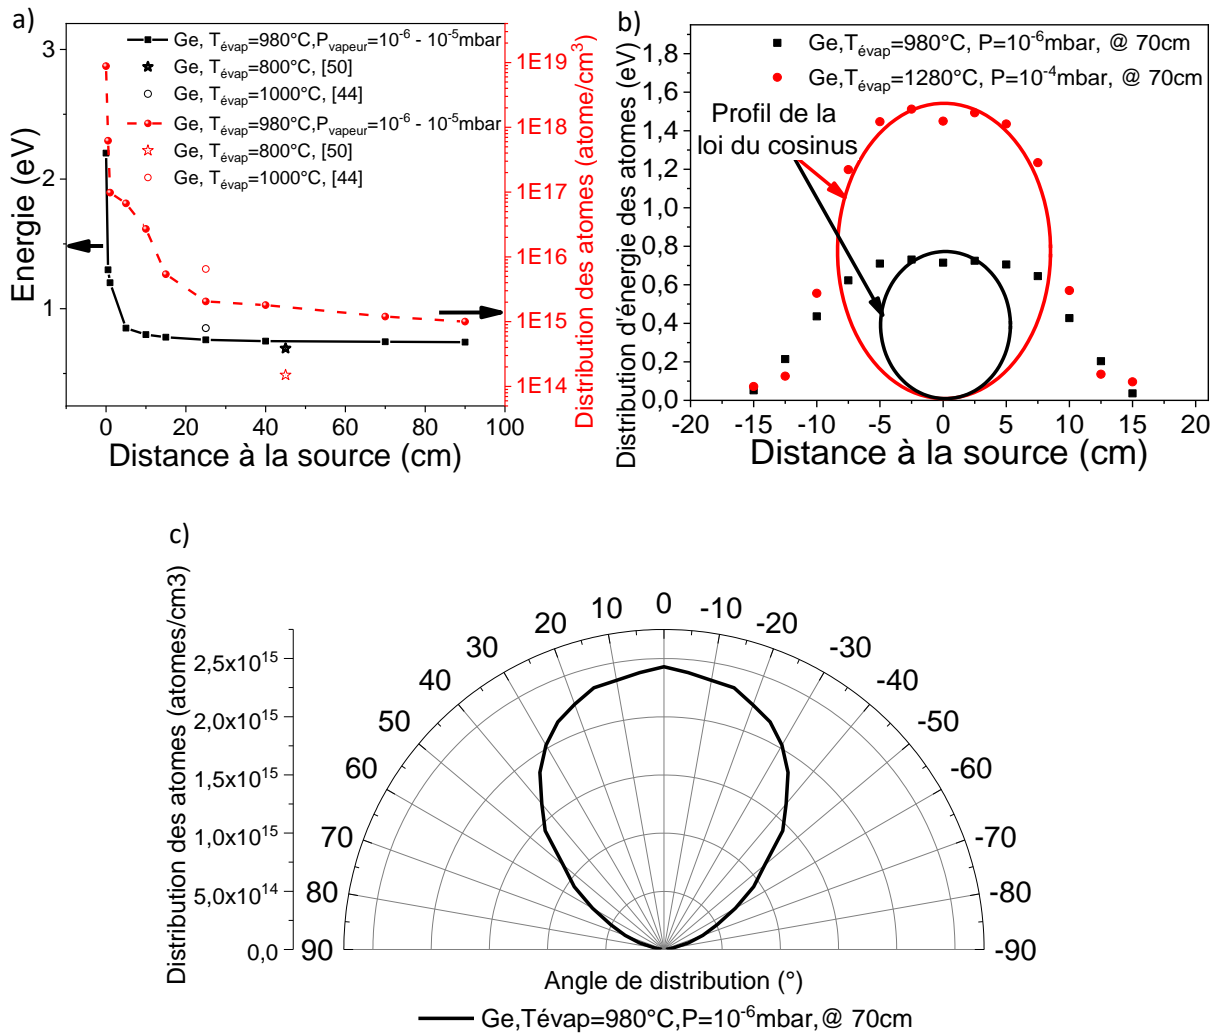 a)
Ge, Tévap=980°C,Pvapeur=10-6 - 10-5mbar
Ge, Tévap=800°C, [50]
Ge, Tévap=1000°C, [44]
Ge, Tévap=980°C,Pvapeur=10-6 - 10-5mbar
Ge, Tévap=800°C, [50]
Ge, Tévap=1000°C, [44]
Energie (eV)
3
2
1
0 20 40 60 80 100
Distance à la source (cm)
1E19
1E18
1E17
1E16
1E15
1E14
Distribution des atomes (atome/cm3)
b)
Ge,Tévap=980°C, P=10-6mbar, @ 70cm
Ge,Tévap=1280°C, P=10-4mbar, @ 70cm
Profil de la
loi du cosinus
Distribution d'énergie des atomes (eV)
1,8
1,6
1,4
1,2
1,0
0,8
0,6
0,4
0,2
0,0
-20 -15 -10 -5 0 5 10 15 20
Distance à la source (cm)
c)
Distribution des atomes (atomes/cm3)
2,5x1015
2,0x1015
1,5x1015
1,0x1015
5,0x1014
0,0
90 80 70 60 50 40 30 20 10 0 -10 -20 -30 -40 -50 -60 -70 -80 -90
Angle de distribution (°)
Ge,Tévap=980°C,P=10-6mbar,@ 70cm